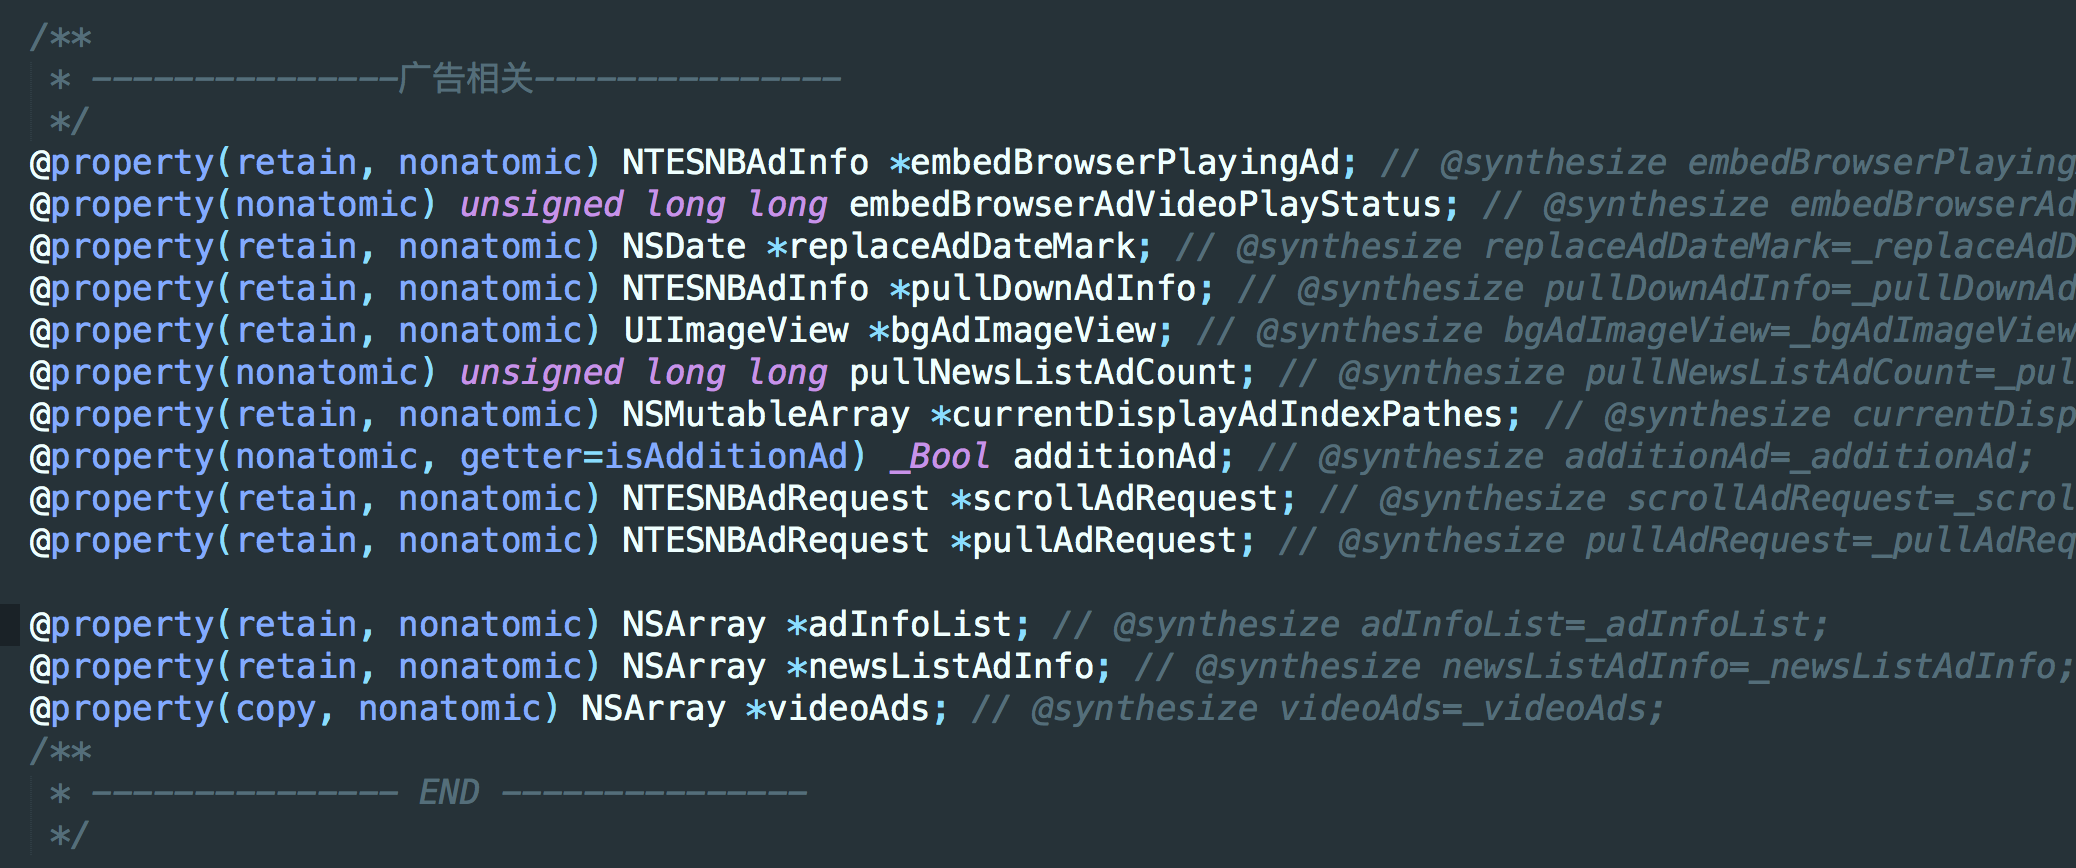 /**
* ---------------广告相关---------------
*/
@property(retain, nonatomic) NTESNBAdInfo *embedBrowserPlayingAd; // @synthesize embedBrowserPlaying
@property(nonatomic) unsigned long long embedBrowserAdVideoPlayStatus; // @synthesize embedBrowserAd
@property(retain, nonatomic) NSDate *replaceAdDateMark; // @synthesize replaceAdDateMark=_replaceAdD
@property(retain, nonatomic) NTESNBAdInfo *pullDownAdInfo; // @synthesize pullDownAdInfo=_pullDownAd
@property(retain, nonatomic) UIImageView *bgAdImageView; // @synthesize bgAdImageView=_bgAdImageView
@property(nonatomic) unsigned long long pullNewsListAdCount; // @synthesize pullNewsListAdCount=_pul
@property(retain, nonatomic) NSMutableArray *currentDisplayAdIndexPathes; // @synthesize currentDisp
@property(nonatomic, getter=isAdditionAd) _Bool additionAd; // @synthesize additionAd=_additionAd;
@property(retain, nonatomic) NTESNBAdRequest *scrollAdRequest; // @synthesize scrollAdRequest=_scrol
@property(retain, nonatomic) NTESNBAdRequest *pullAdRequest; // @synthesize pullAdRequest=_pullAdReq
@property(retain, nonatomic) NSArray *adInfoList; // @synthesize adInfoList=_adInfoList;
@property(retain, nonatomic) NSArray *newsListAdInfo; // @synthesize newsListAdInfo=_newsListAdInfo;
@property(copy, nonatomic) NSArray *videoAds; // @synthesize videoAds=_videoAds;
/**
* --------------- END ---------------
*/